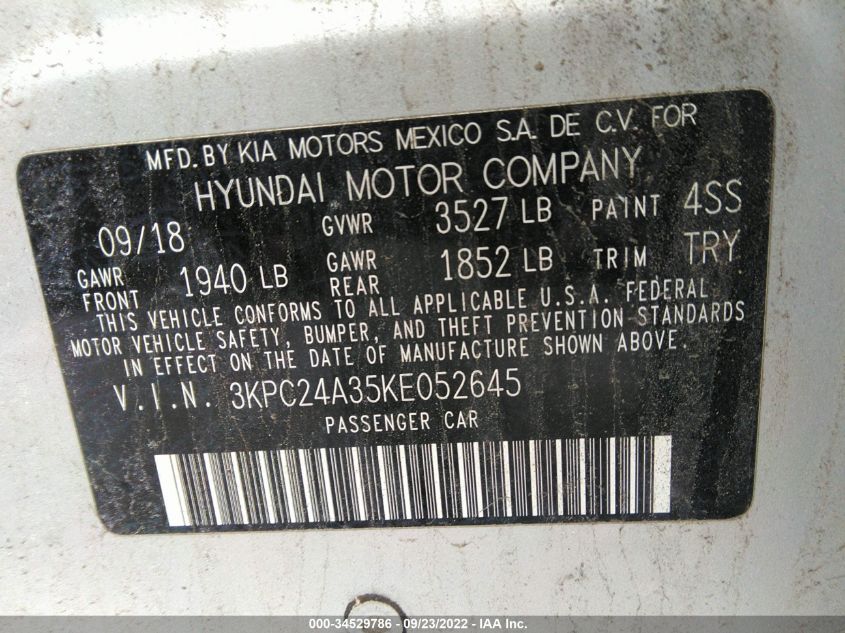 MFD. BY KIA MOTORS MEXICO S.A. DE C.V. FOR
HYUNDAI MOTOR COMPANY
09/18 GVWR 3527 LB PAINT 4SS
GAWR FRONT 1940 LB GAWR REAR 1852 LB TRIM TRY
THIS VEHICLE CONFORMS TO ALL APPLICABLE U.S.A. FEDERAL
MOTOR VEHICLE SAFETY, BUMPER, AND THEFT PREVENTION STANDARDS
IN EFFECT ON THE DATE OF MANUFACTURE SHOWN ABOVE.
V.I.N. 3KPC24A35KE052645
PASSENGER CAR
000-34529786 - 09/23/2022 - IAA Inc.